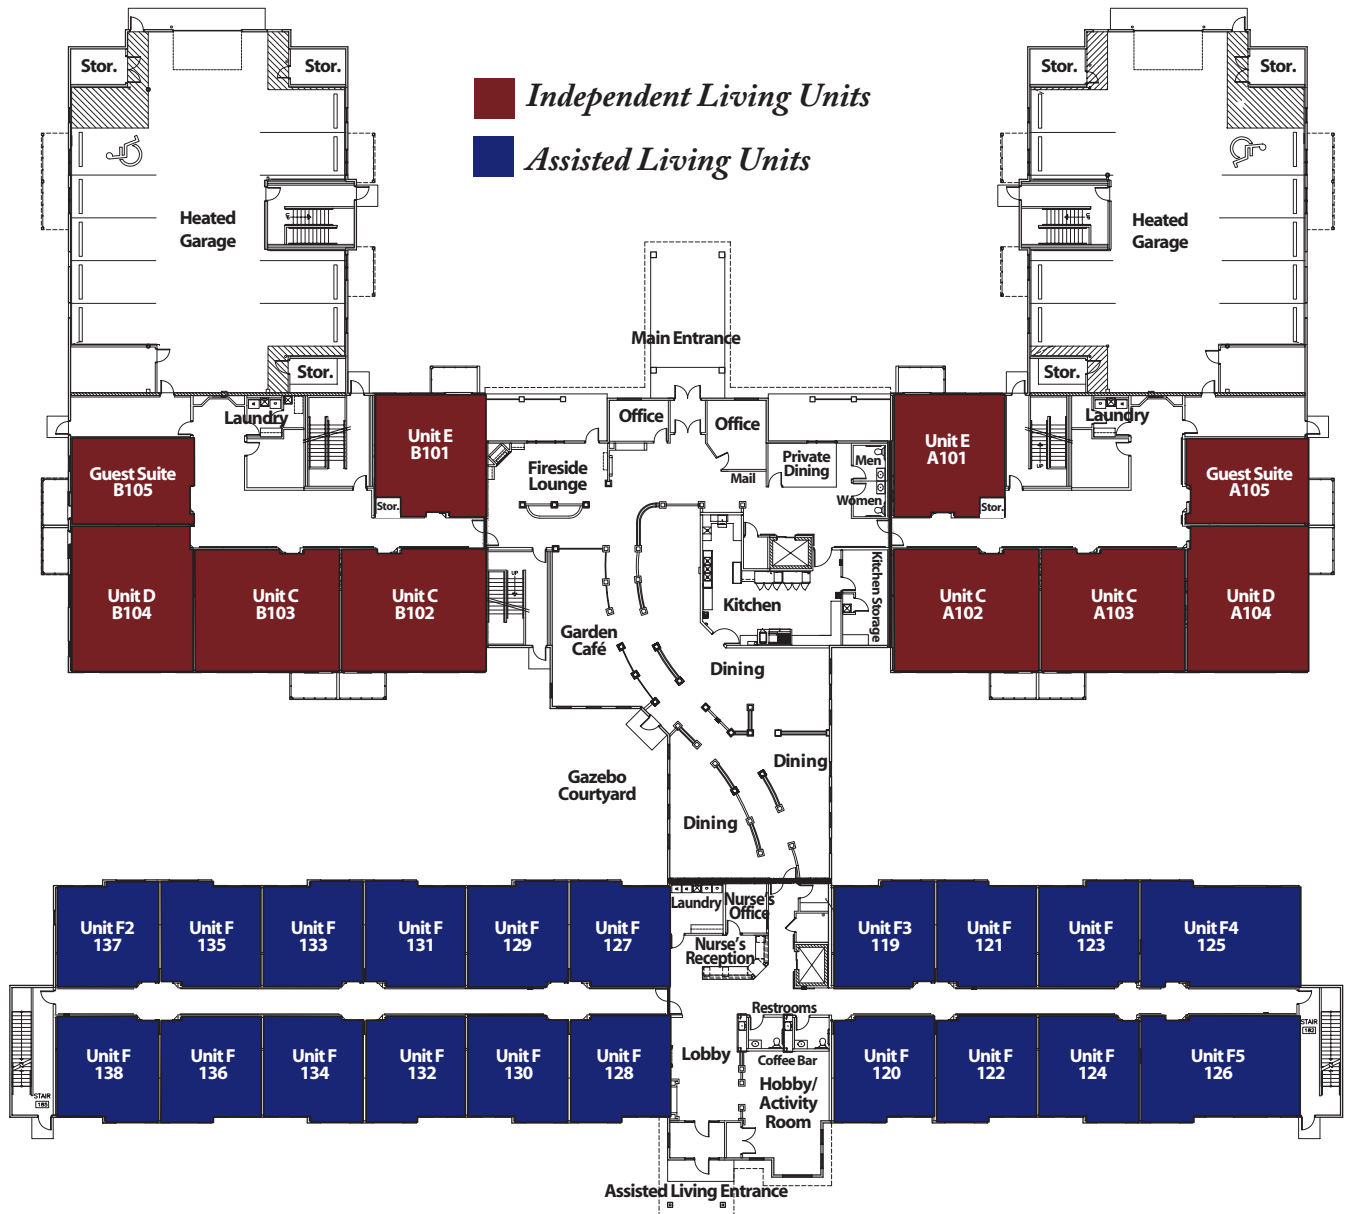 Stor.
Stor.
Stor.
Stor.
Independent Living Units
Assisted Living Units
Heated
Garage
Heated
Garage
Main Entrance
Stor.
Stor.
Laundry
Office
Office
Laundry
Unit E
B101
Unit E
A101
Guest Suite
B105
Fireside
Lounge
Mail
Private
Dining
Men
Women
Guest Suite
A105
Stor.
Stor.
UP
UP
Unit D
B104
Unit C
B103
Unit C
B102
Kitchen
Kitchen Storage
Unit C
A102
Unit C
A103
Unit D
A104
Garden
Café
Dining
Dining
Gazebo
Courtyard
Dining
Unit F2
137
Unit F
135
Unit F
133
Unit F
131
Unit F
129
Unit F
127
Laundry
Nurse's
Office
Nurse's
Reception
Unit F3
119
Unit F
121
Unit F
123
Unit F4
125
Restrooms
STAIR
182
Unit F
138
Unit F
136
Unit F
134
Unit F
132
Unit F
130
Unit F
128
Lobby
Coffee Bar
Hobby/
Activity
Room
Unit F
120
Unit F
122
Unit F
124
Unit F5
126
STAIR
Assisted Living Entrance